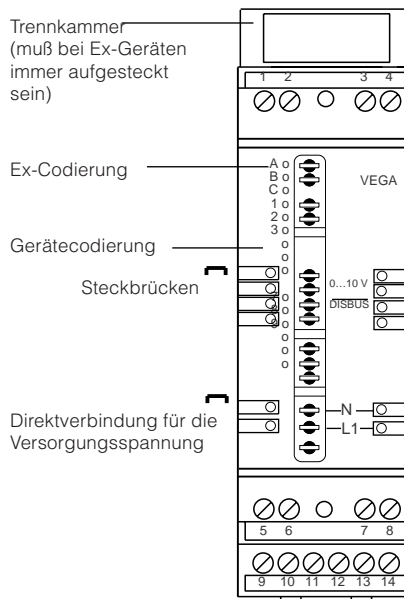 Trennkammer
(muß bei Ex-Geräten
immer aufgesteckt
sein)
1 2 3 4
Ex-Codierung
A
B
C
1
2
3
VEGA
Gerätecodierung
Steckbrücken
0...10 V
DISBUS
Direktverbindung für die
Versorgungsspannung
N
L1
5 6 7 8
9 10 11 12 13 14